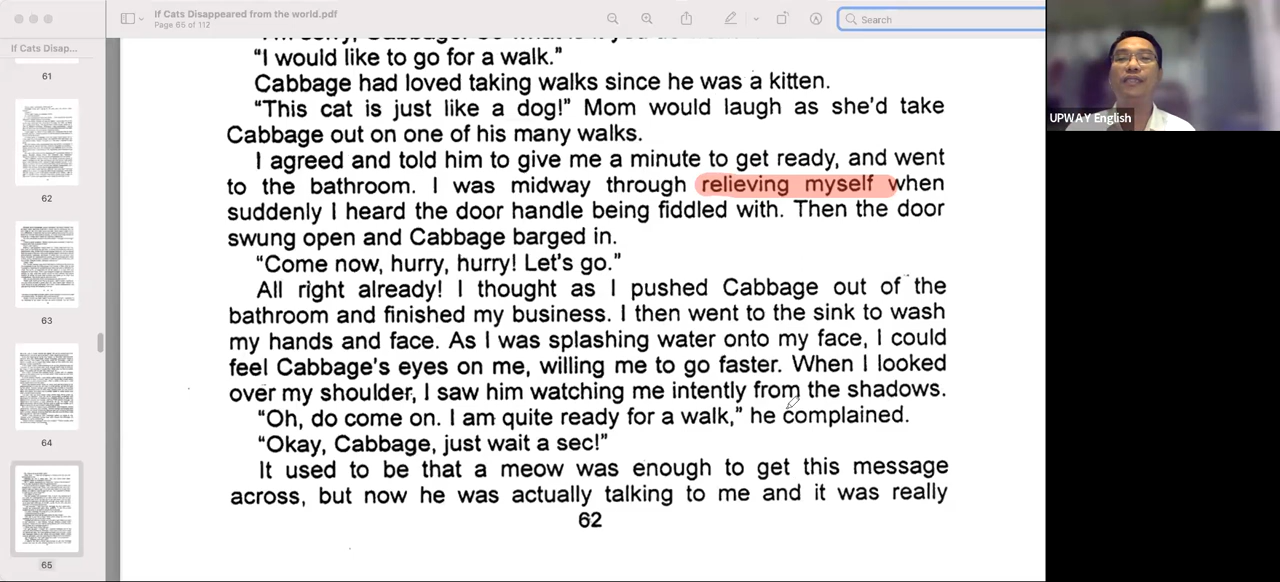 If Cats Disappeared from the world.pdf
Page 65 of 112
Search
If Cats Disap...
61
62
63
64
65
“I would like to go for a walk.”
Cabbage had loved taking walks since he was a kitten.
“This cat is just like a dog!” Mom would laugh as she’d take
Cabbage out on one of his many walks.
I agreed and told him to give me a minute to get ready, and went
to the bathroom. I was midway through relieving myself when
suddenly I heard the door handle being fiddled with. Then the door
swung open and Cabbage barged in.
“Come now, hurry, hurry! Let’s go.”
All right already! I thought as I pushed Cabbage out of the
bathroom and finished my business. I then went to the sink to wash
my hands and face. As I was splashing water onto my face, I could
feel Cabbage’s eyes on me, willing me to go faster. When I looked
over my shoulder, I saw him watching me intently from the shadows.
“Oh, do come on. I am quite ready for a walk,” he complained.
“Okay, Cabbage, just wait a sec!”
It used to be that a meow was enough to get this message
across, but now he was actually talking to me and it was really
62
UPWAY English